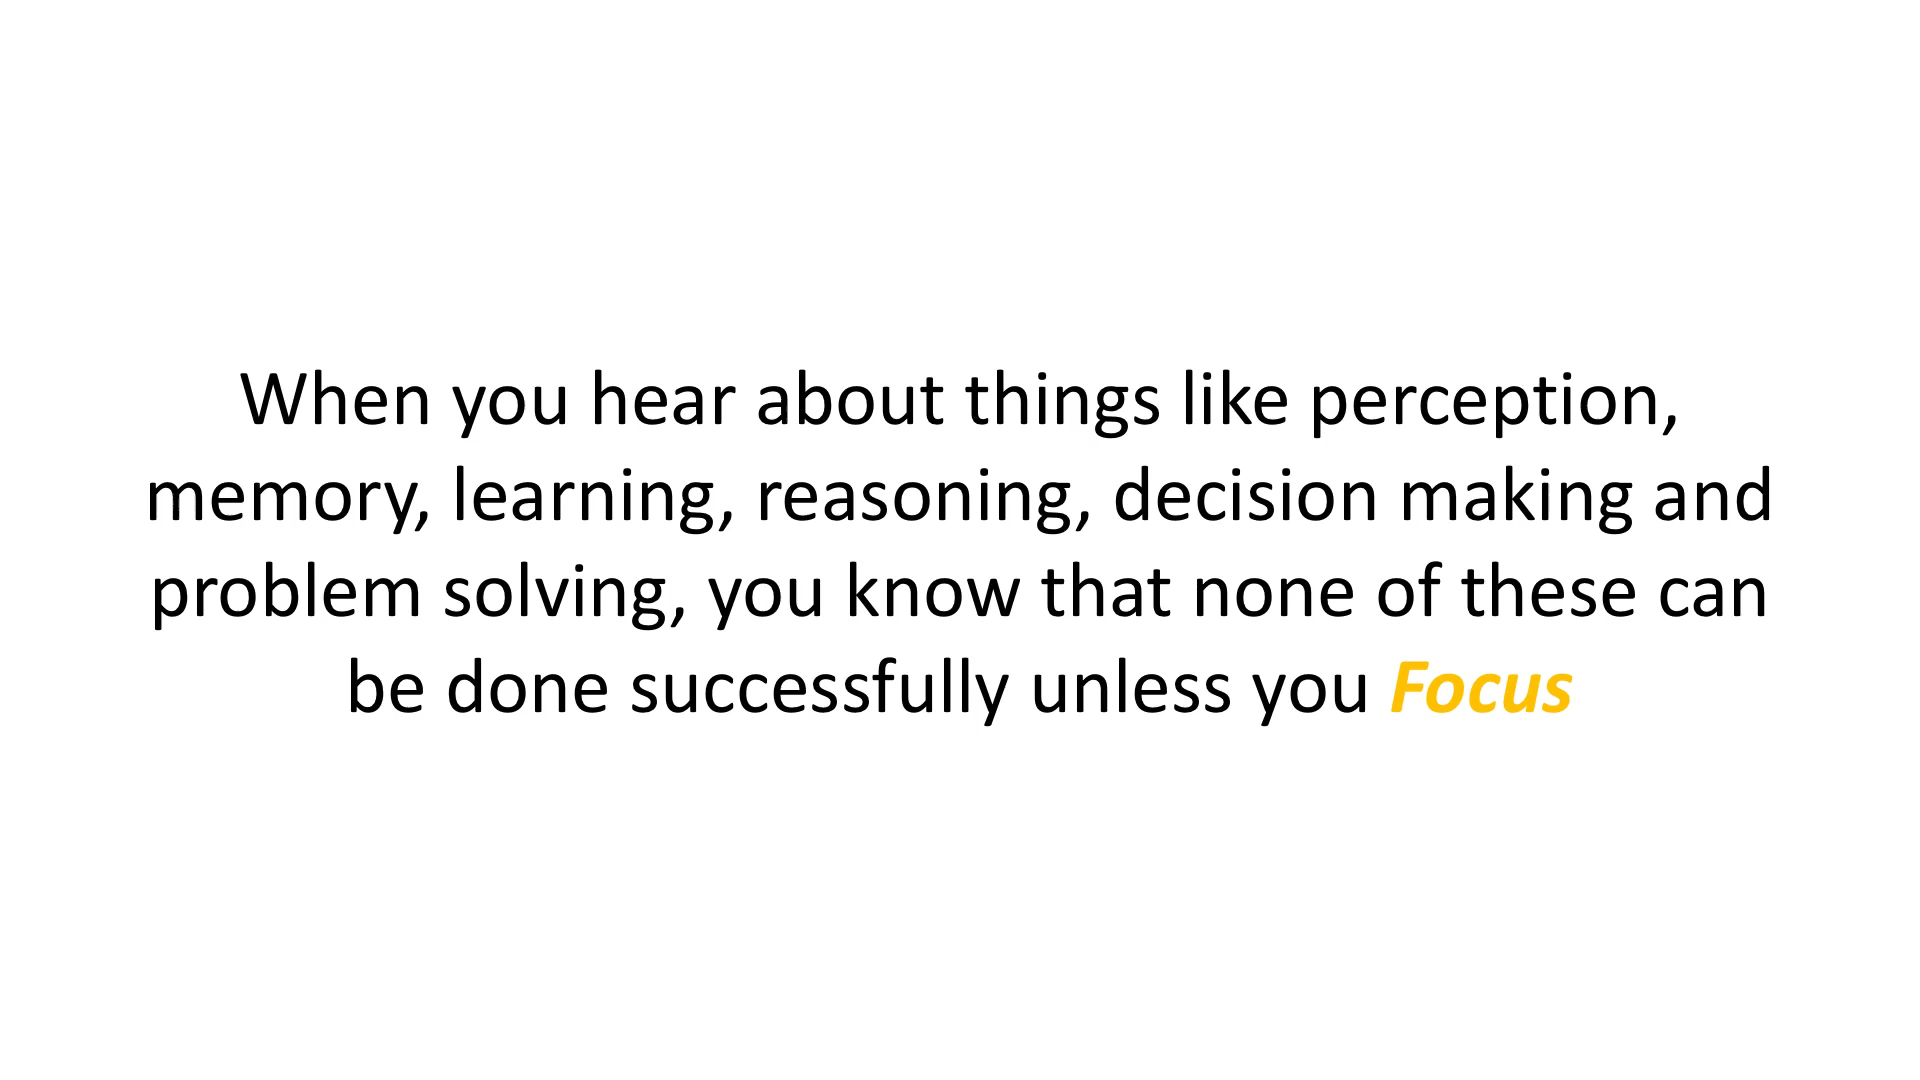 When you hear about things like perception,
memory, learning, reasoning, decision making and
problem solving, you know that none of these can
be done successfully unless you Focus